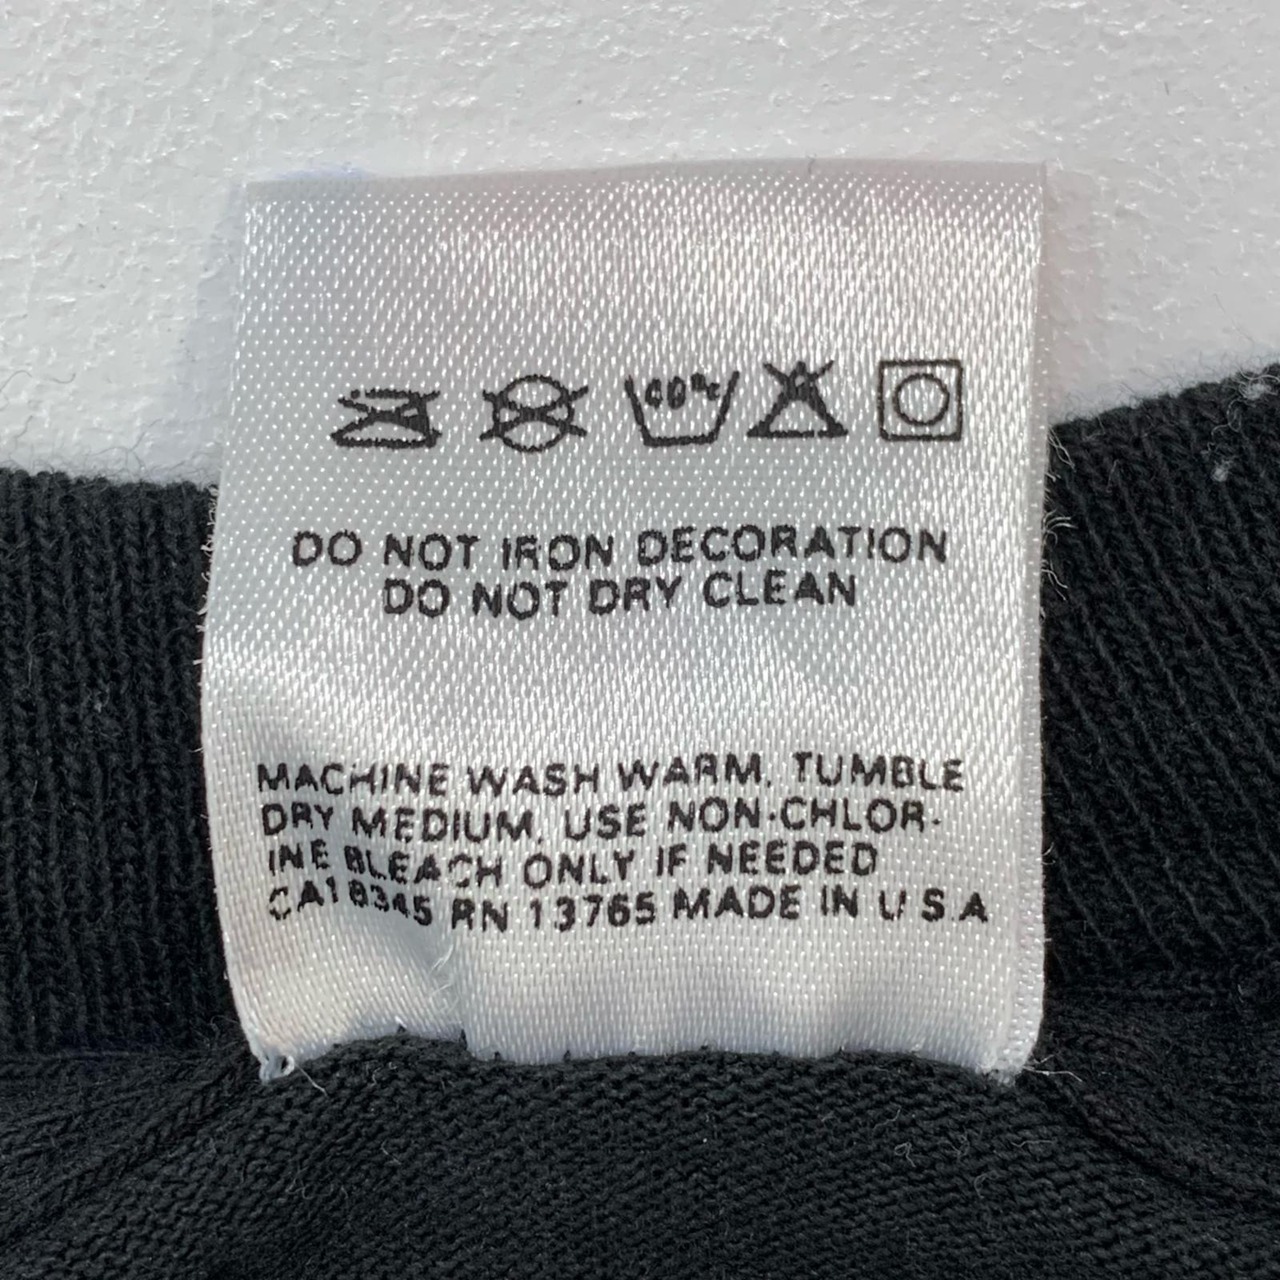 40°C
CL
DO NOT IRON DECORATION
DO NOT DRY CLEAN
MACHINE WASH WARM. TUMBLE
DRY MEDIUM. USE NON-CHLOR-
INE BLEACH ONLY IF NEEDED
CA18345 RN 13765 MADE IN U.S.A